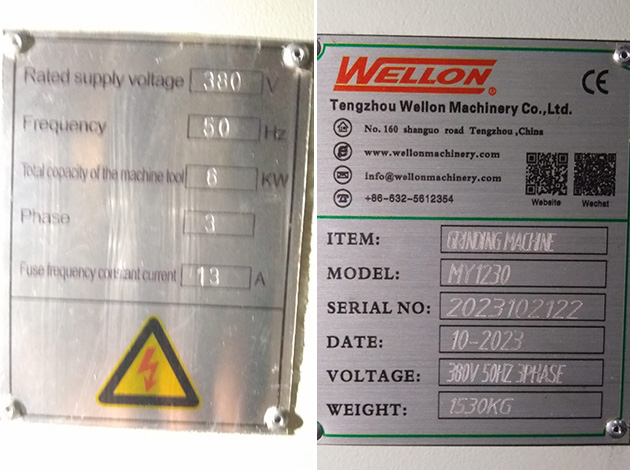 Rated supply voltage 380 V
Frequency 50 Hz
Total capacity of the machine tool 6 KW
Phase 3
Fuse frequency constant current 13 A
WELLON ®
CE
Tengzhou Wellon Machinery Co.,Ltd.
No. 160 shanguo road Tengzhou ,China
www.wellonmachinery.com
info@wellonmachinery.com
+86-632-5612354
Website Wechst
ITEM: GRINDING MACHINE
MODEL: MY1230
SERIAL NO: 2023102122
DATE: 10-2023
VOLTAGE: 380V 50HZ 3PHASE
WEIGHT: 1530KG